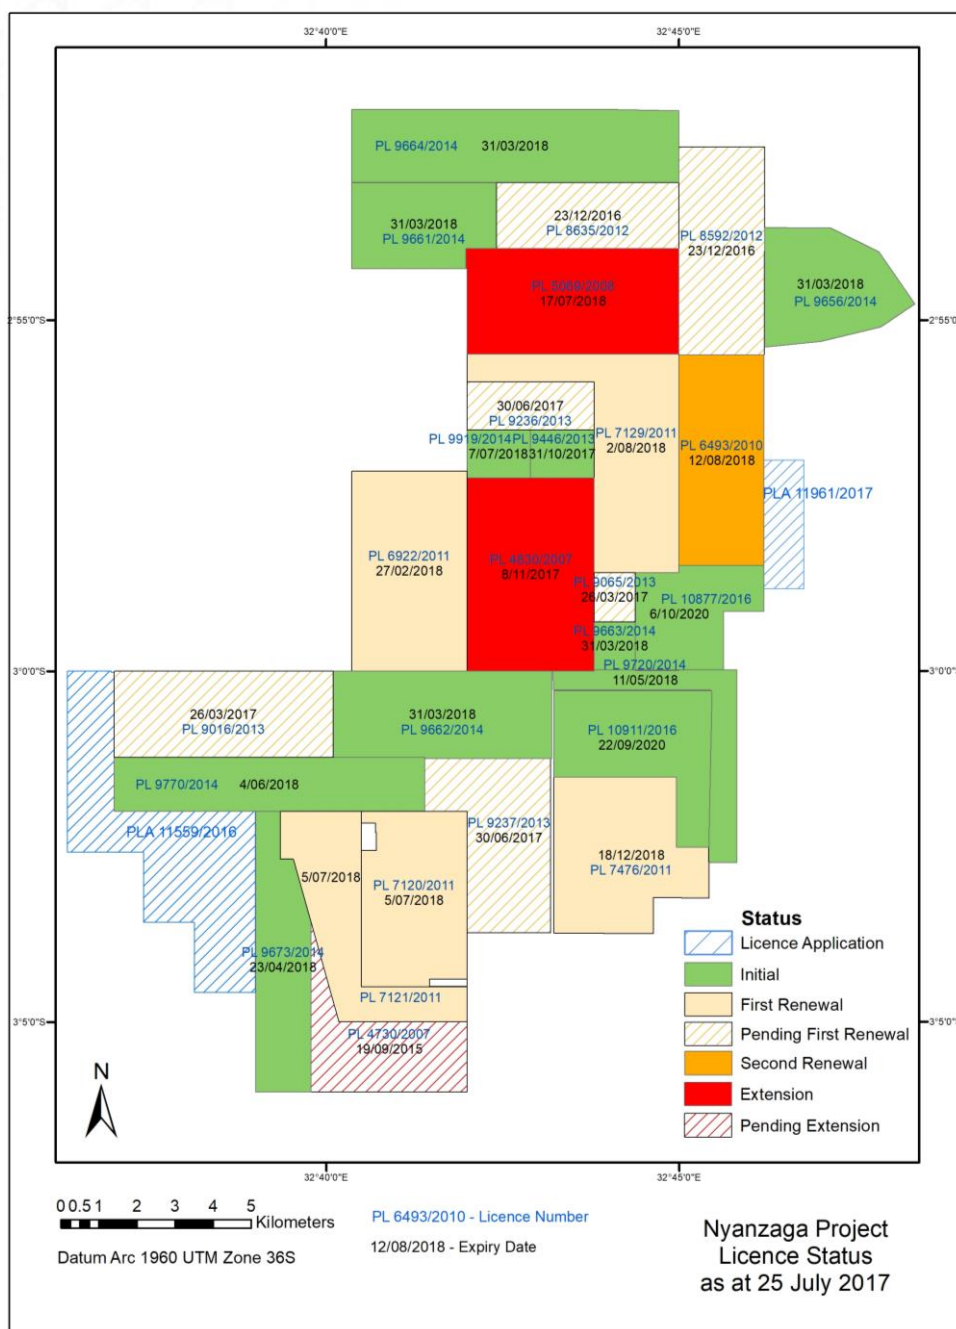 32°40'0"E
32°45'0"E
PL 9664/2014 31/03/2018
31/03/2018
PL 9661/2014
23/12/2016
PL 8635/2012
PL 8592/2012
23/12/2016
31/03/2018
PL 9656/2014
17/07/2018
2°55'0"S
2°55'0"S
30/06/2017
PL 9236/2013
PL 9919/2014
7/07/2018
PL 9446/2013
31/10/2017
PL 7129/2011
2/08/2018
PL 6493/2010
12/08/2018
PLA 11961/2017
PL 6922/2011
27/02/2018
PL 4830/2007
8/11/2017
PL 9065/2013
26/03/2017
PL 10877/2016
6/10/2020
PL 9663/2014
31/03/2018
3°0'0"S
3°0'0"S
PL 9720/2014
11/05/2018
26/03/2017
PL 9016/2013
31/03/2018
PL 9662/2014
PL 10911/2016
22/09/2020
PL 9770/2014 4/06/2018
PLA 11559/2016
PL 9237/2013
30/06/2017
18/12/2018
PL 7476/2011
5/07/2018
PL 7120/2011
5/07/2018
PL 9673/2014
23/04/2018
PL 7121/2011
PL 4730/2007
19/09/2015
3°5'0"S
3°5'0"S
Status
Licence Application
Initial
First Renewal
Pending First Renewal
Second Renewal
Extension
Pending Extension
N
32°40'0"E
32°45'0"E
0 0.5 1 2 3 4 5
Kilometers
Datum Arc 1960 UTM Zone 36S
PL 6493/2010 - Licence Number
12/08/2018 - Expiry Date
Nyanzaga Project
Licence Status
as at 25 July 2017